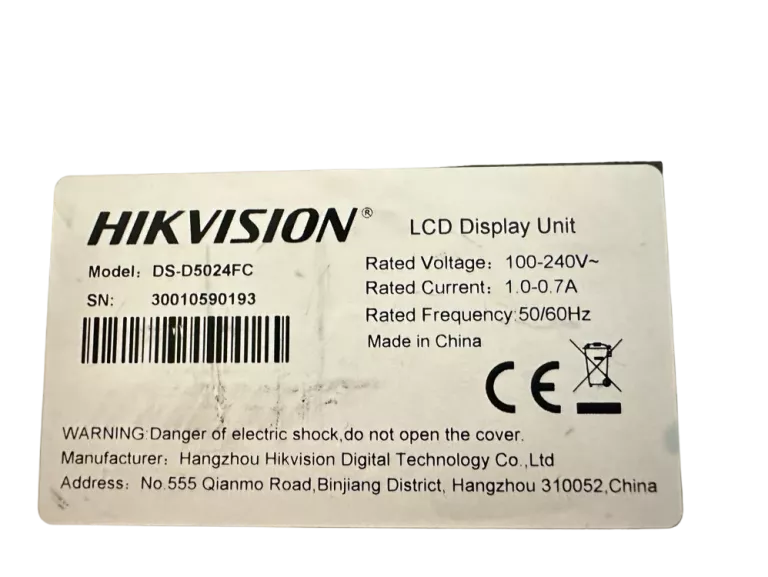 HIKVISION®
LCD Display Unit
Model: DS-D5024FC
SN: 30010590193
Rated Voltage: 100-240V~
Rated Current: 1.0-0.7A
Rated Frequency:50/60Hz
Made in China
CE
WARNING:Danger of electric shock,do not open the cover.
Manufacturer: Hangzhou Hikvision Digital Technology Co.,Ltd
Address: No.555 Qianmo Road,Binjiang District, Hangzhou 310052,China